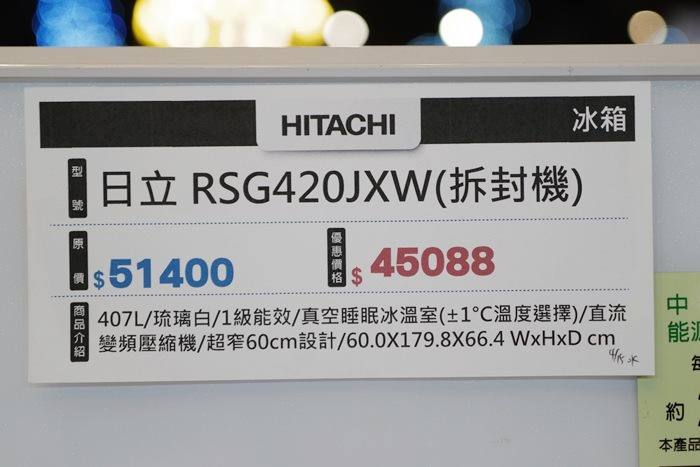 HITACHI
冰箱
型號
日立 RSG420JXW(拆封機)
原價
$51400
優惠價格
$45088
商品介紹
407L/琉璃白/1級能效/真空睡眠冰溫室(±1°C溫度選擇)/直流
變頻壓縮機/超窄60cm設計/60.0X179.8X66.4 WxHxD cm
中
能源
每
約
本產品